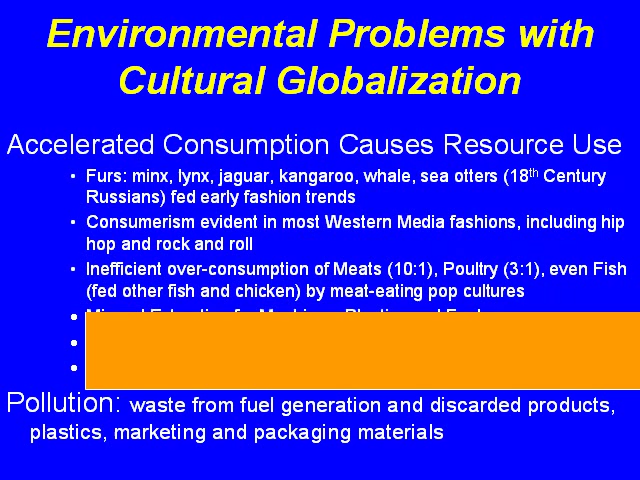 Environmental Problems with
Cultural Globalization
Accelerated Consumption Causes Resource Use
• Furs: minx, lynx, jaguar, kangaroo, whale, sea otters (18th Century
Russians) fed early fashion trends
• Consumerism evident in most Western Media fashions, including hip
hop and rock and roll
• Inefficient over-consumption of Meats (10:1), Poultry (3:1), even Fish
(fed other fish and chicken) by meat-eating pop cultures
•
•
•
Pollution: waste from fuel generation and discarded products,
plastics, marketing and packaging materials